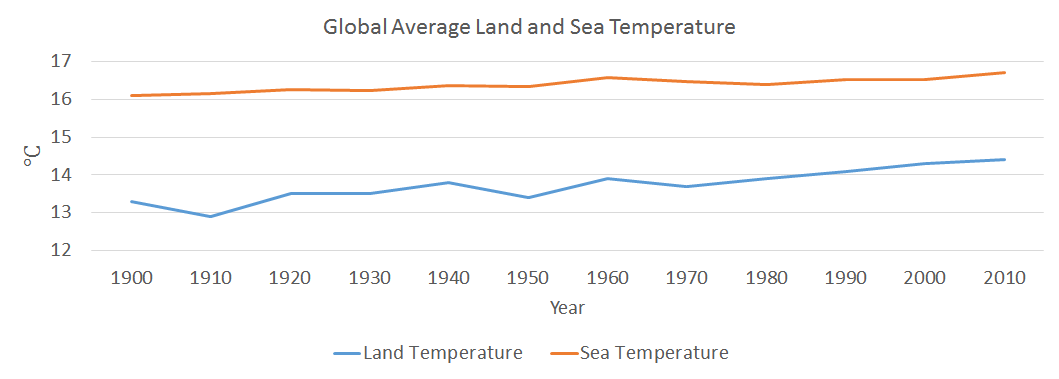 Global Average Land and Sea Temperature
17
16
15
14
13
12
°C
1900 1910 1920 1930 1940 1950 1960 1970 1980 1990 2000 2010
Year
Land Temperature Sea Temperature